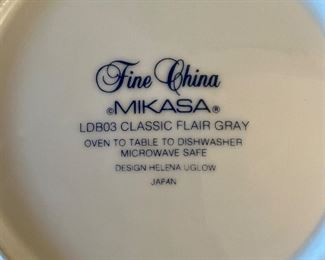 Fine China
©MIKASA®
LDB03 CLASSIC FLAIR GRAY
OVEN TO TABLE TO DISHWASHER
MICROWAVE SAFE
DESIGN HELENA UGLOW
JAPAN